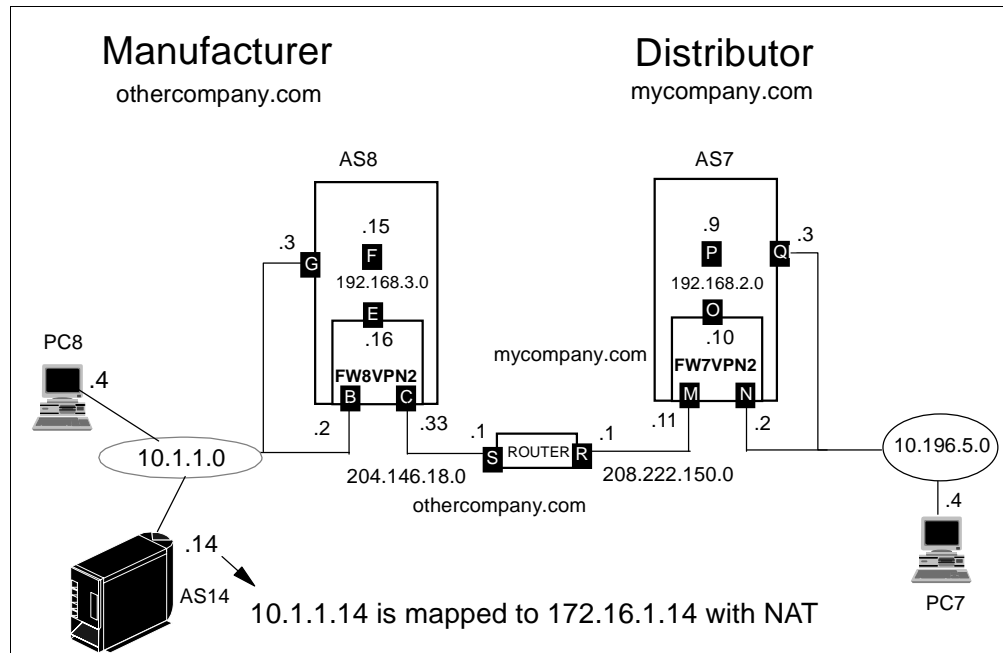 Manufacturer
othercompany.com
Distributor
mycompany.com
AS8
AS7
.15
.3
G
F
192.168.3.0
E
.16
FW8VPN2
B
C
.2
.33
.9
.3
P
Q
192.168.2.0
O
.10
mycompany.com
FW7VPN2
M
N
.11
.2
PC8
.4
10.1.1.0
.1
S
ROUTER
R
.1
204.146.18.0
208.222.150.0
othercompany.com
10.196.5.0
.4
PC7
.14
AS14
10.1.1.14 is mapped to 172.16.1.14 with NAT